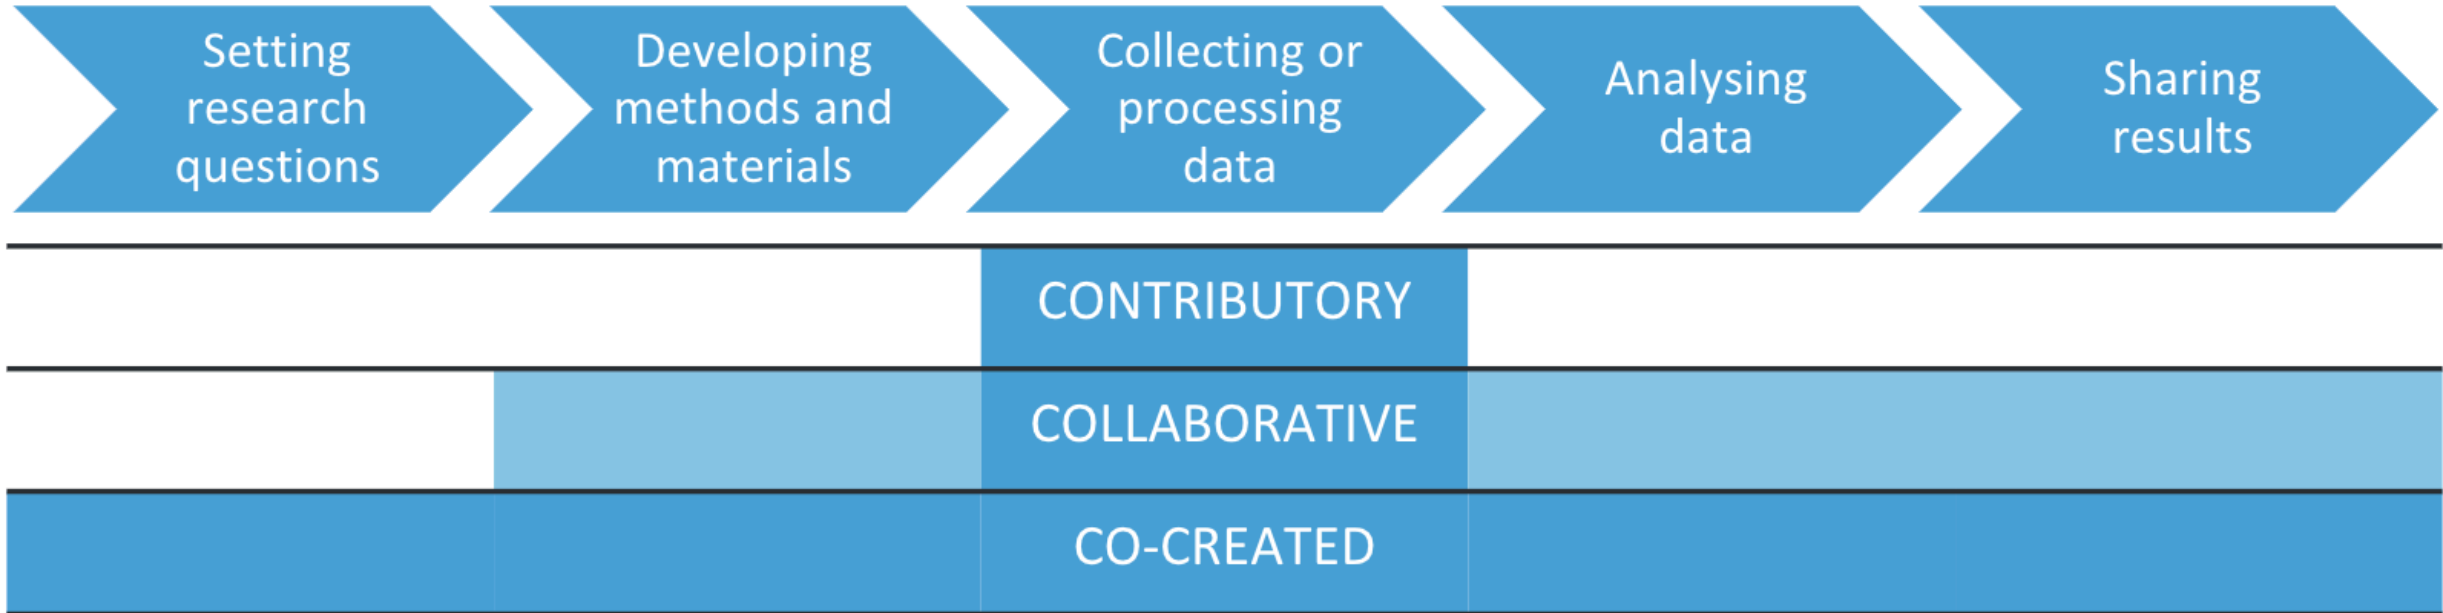 Setting
research
questions
Developing
methods and
materials
Collecting or
processing
data
Analysing
data
Sharing
results
CONTRIBUTORY
COLLABORATIVE
CO-CREATED